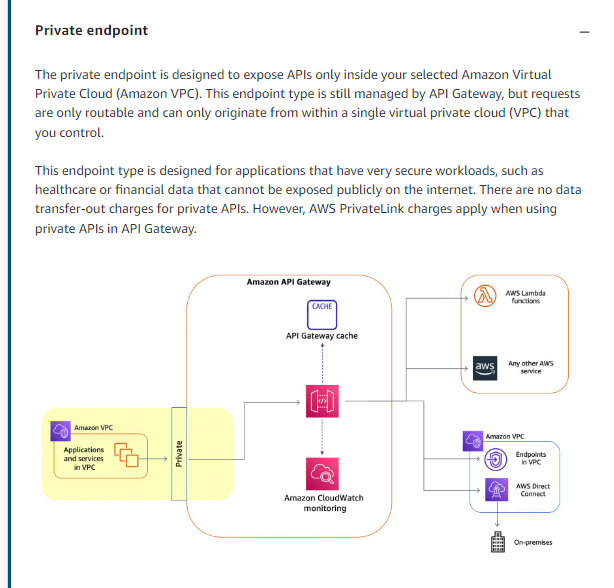 Private endpoint
The private endpoint is designed to expose APIs only inside your selected Amazon Virtual
Private Cloud (Amazon VPC). This endpoint type is still managed by API Gateway, but requests
are only routable and can only originate from within a single virtual private cloud (VPC) that
you control.
This endpoint type is designed for applications that have very secure workloads, such as
healthcare or financial data that cannot be exposed publicly on the internet. There are no data
transfer-out charges for private APIs. However, AWS PrivateLink charges apply when using
private APIs in API Gateway.
Amazon API Gateway
CACHE
API Gateway cache
Amazon VPC
Applications
and services
in VPC
Private
Amazon CloudWatch
monitoring
AWS Lambda
functions
aws
Any other AWS
service
Amazon VPC
Endpoints
in VPC
AWS Direct
Connect
On-premises